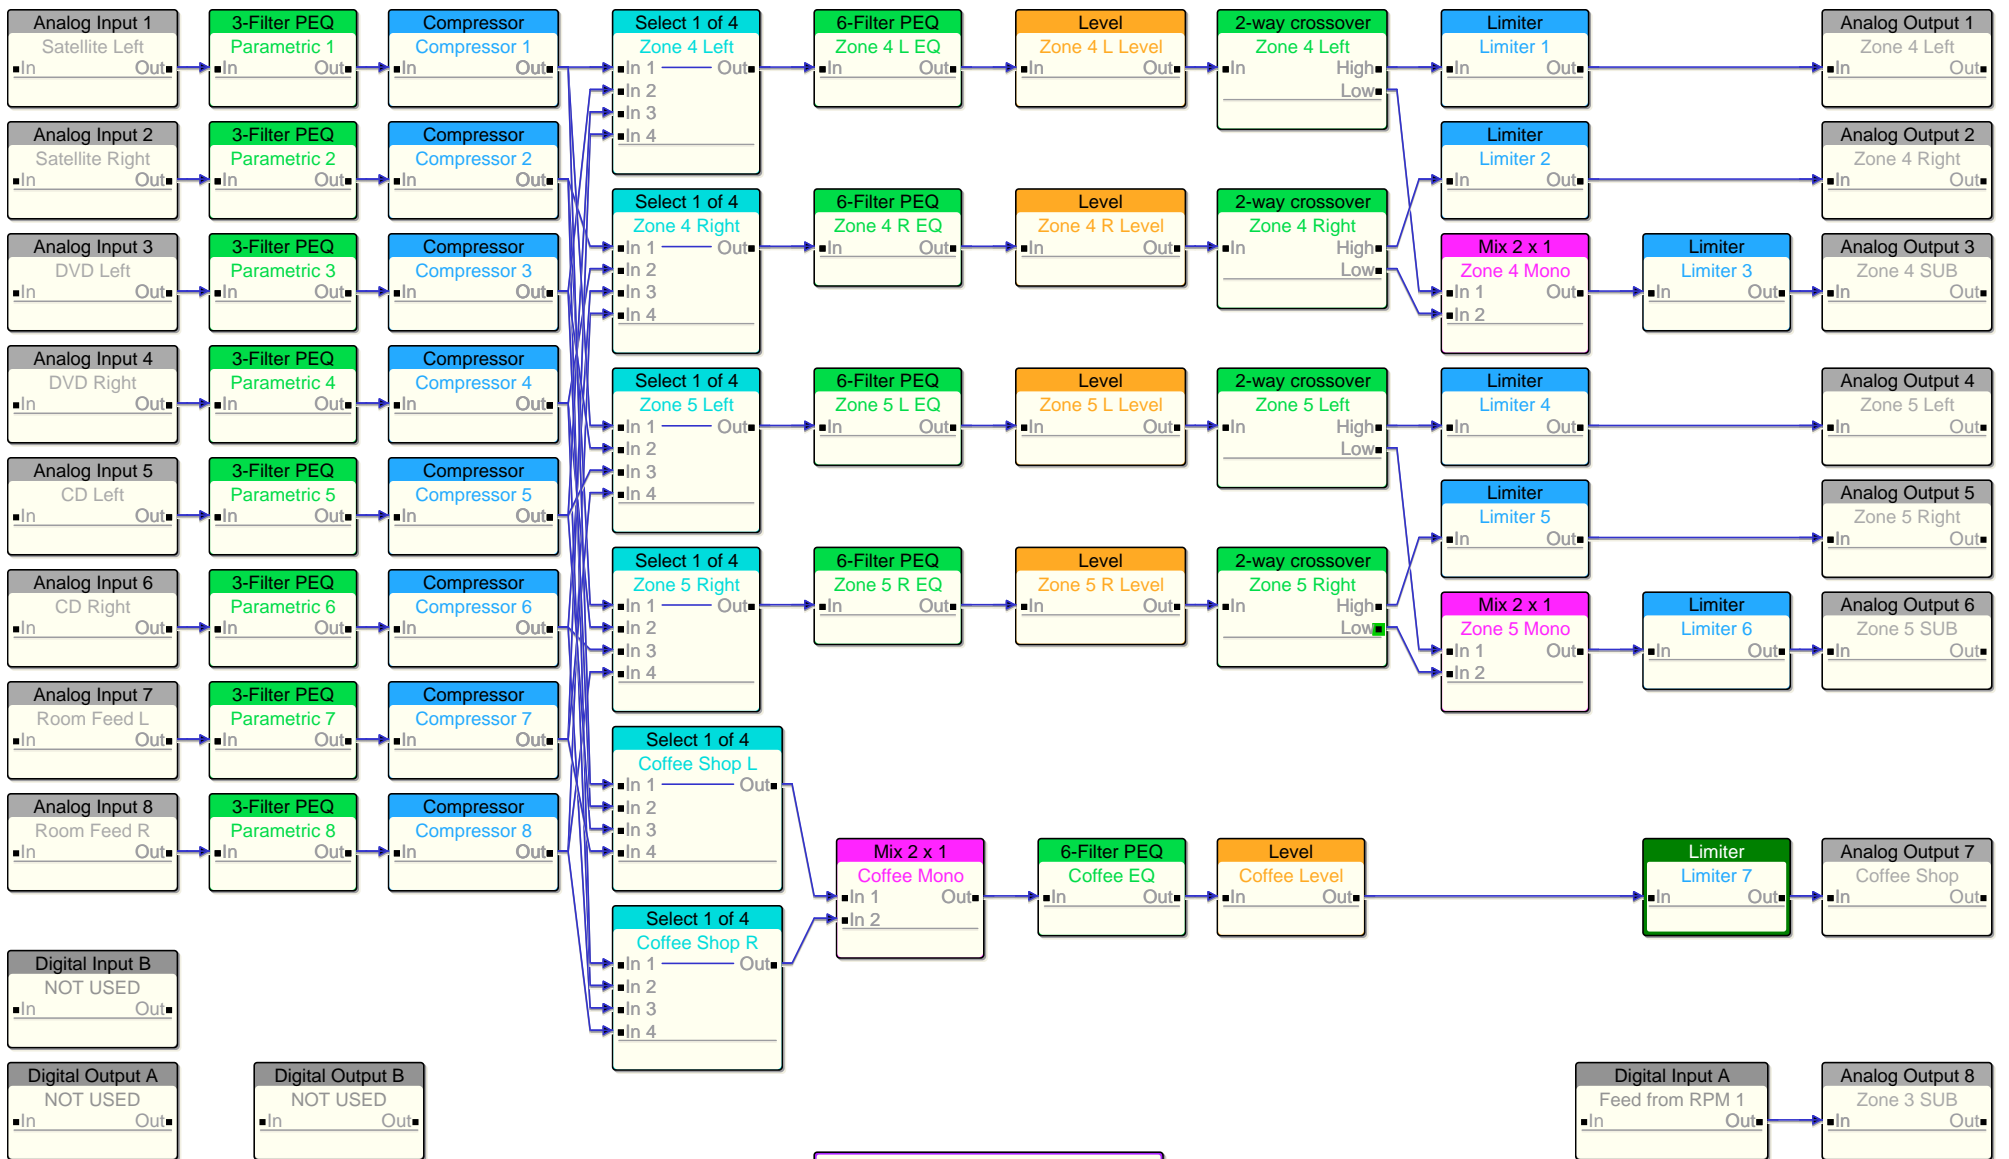 Analog Input 1
Satellite Left
In Out
3-Filter PEQ
Parametric 1
In Out
Compressor
Compressor 1
In Out
Select 1 of 4
Zone 4 Left
In 1 Out
In 2
In 3
In 4
6-Filter PEQ
Zone 4 L EQ
In Out
Level
Zone 4 L Level
In Out
2-way crossover
Zone 4 Left
In High
Low
Limiter
Limiter 1
In Out
Analog Output 1
Zone 4 Left
In Out
Analog Input 2
Satellite Right
In Out
3-Filter PEQ
Parametric 2
In Out
Compressor
Compressor 2
In Out
Limiter
Limiter 2
In Out
Analog Output 2
Zone 4 Right
In Out
Select 1 of 4
Zone 4 Right
In 1 Out
In 2
In 3
In 4
6-Filter PEQ
Zone 4 R EQ
In Out
Level
Zone 4 R Level
In Out
2-way crossover
Zone 4 Right
In High
Low
Analog Input 3
DVD Left
In Out
3-Filter PEQ
Parametric 3
In Out
Compressor
Compressor 3
In Out
Mix 2 x 1
Zone 4 Mono
In 1 Out
In 2
Limiter
Limiter 3
In Out
Analog Output 3
Zone 4 SUB
In Out
Analog Input 4
DVD Right
In Out
3-Filter PEQ
Parametric 4
In Out
Compressor
Compressor 4
In Out
Select 1 of 4
Zone 5 Left
In 1 Out
In 2
In 3
In 4
6-Filter PEQ
Zone 5 L EQ
In Out
Level
Zone 5 L Level
In Out
2-way crossover
Zone 5 Left
In High
Low
Limiter
Limiter 4
In Out
Analog Output 4
Zone 5 Left
In Out
Analog Input 5
CD Left
In Out
3-Filter PEQ
Parametric 5
In Out
Compressor
Compressor 5
In Out
Limiter
Limiter 5
In Out
Analog Output 5
Zone 5 Right
In Out
Select 1 of 4
Zone 5 Right
In 1 Out
In 2
In 3
In 4
6-Filter PEQ
Zone 5 R EQ
In Out
Level
Zone 5 R Level
In Out
2-way crossover
Zone 5 Right
In High
Low
Analog Input 6
CD Right
In Out
3-Filter PEQ
Parametric 6
In Out
Compressor
Compressor 6
In Out
Mix 2 x 1
Zone 5 Mono
In 1 Out
In 2
Limiter
Limiter 6
In Out
Analog Output 6
Zone 5 SUB
In Out
Analog Input 7
Room Feed L
In Out
3-Filter PEQ
Parametric 7
In Out
Compressor
Compressor 7
In Out
Select 1 of 4
Coffee Shop L
In 1 Out
In 2
In 3
In 4
Analog Input 8
Room Feed R
In Out
3-Filter PEQ
Parametric 8
In Out
Compressor
Compressor 8
In Out
Mix 2 x 1
Coffee Mono
In 1 Out
In 2
6-Filter PEQ
Coffee EQ
In Out
Level
Coffee Level
In Out
Limiter
Limiter 7
In Out
Analog Output 7
Coffee Shop
In Out
Select 1 of 4
Coffee Shop R
In 1 Out
In 2
In 3
In 4
Digital Input B
NOT USED
In Out
Digital Output A
NOT USED
In Out
Digital Output B
NOT USED
In Out
Digital Input A
Feed from RPM 1
In Out
Analog Output 8
Zone 3 SUB
In Out